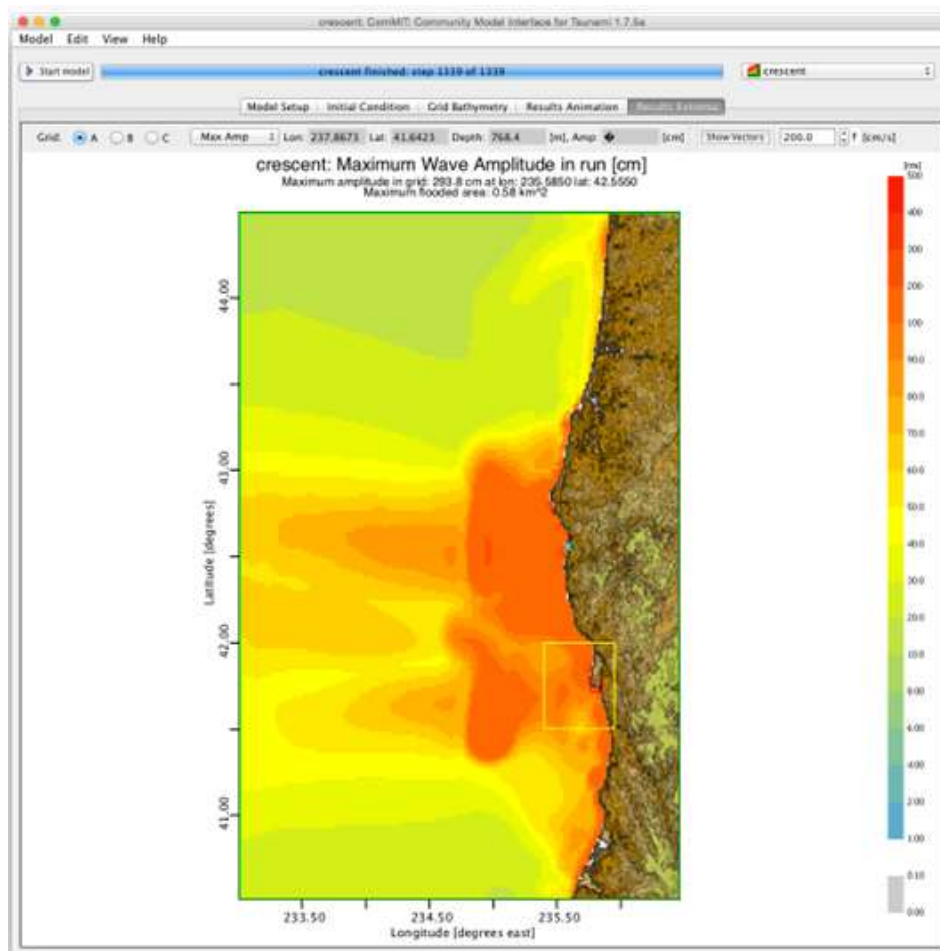 crescent: ComMIT: Community Model Interface for Tsunami 1.7.5a
Model Edit View Help
Start model crescent finished: step 1339 of 1339 crescent
Model Setup Initial Condition Grid Bathymetry Results Animation Results Extrema
Grid: A B C Max Amp Lon: 237.8673 Lat: 41.6423 Depth: 768.4 [m], Amp: � [cm] Show Vectors 200.0 [cm/s]
crescent: Maximum Wave Amplitude in run [cm]
Maximum amplitude in grid: 293.8 cm at lon: 235.5850 lat: 42.5550
Maximum flooded area: 0.58 km^2
[cm]
500
400
300
200
100
90.0
80.0
70.0
60.0
50.0
40.0
30.0
20.0
10.0
8.00
6.00
4.00
2.00
1.00
0.10
0.00
44.00
43.00
42.00
41.00
Latitude [degrees]
233.50 234.50 235.50
Longitude [degrees east]